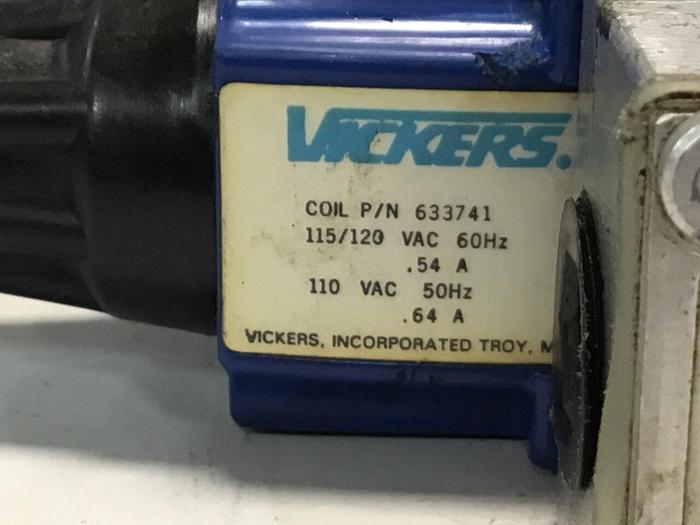 VICKERS.
COIL P/N 633741
115/120 VAC 60Hz
.54 A
110 VAC 50Hz
.64 A
VICKERS, INCORPORATED TROY, M